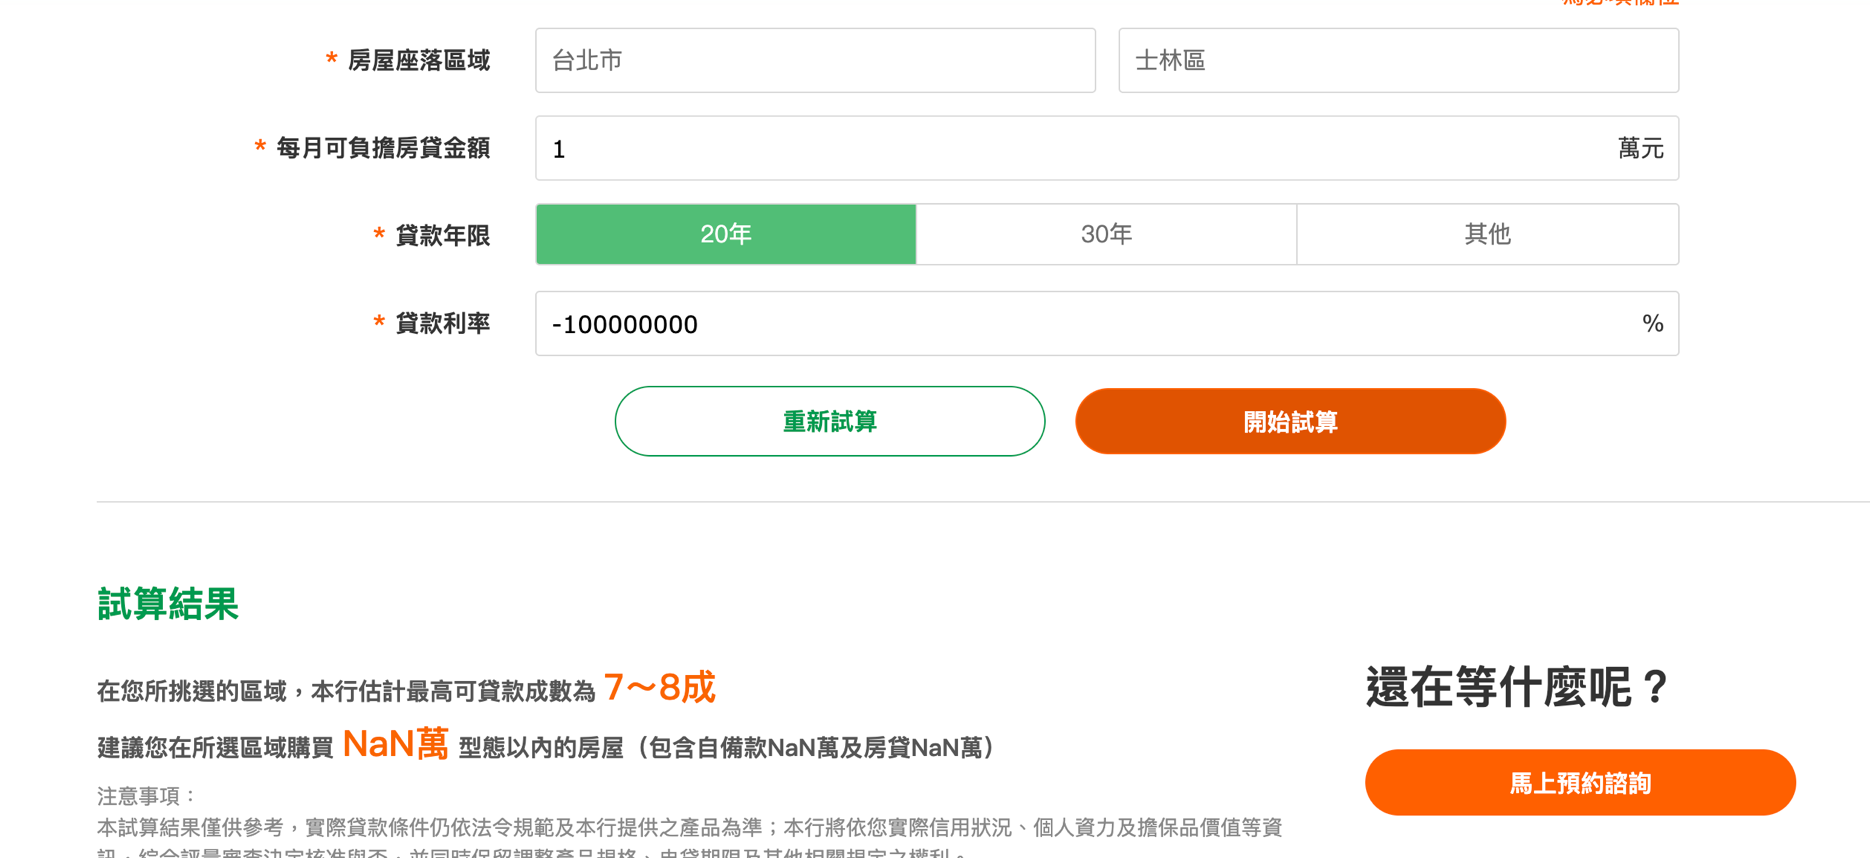 * 房屋座落區域 台北市 士林區
* 每月可負擔房貸金額 1 萬元
* 貸款年限 20年 30年 其他
* 貸款利率 -100000000 %
重新試算 開始試算
試算結果
在您所挑選的區域，本行估計最高可貸款成數為 7～8成
建議您在所選區域購買 NaN萬 型態以內的房屋（包含自備款NaN萬及房貸NaN萬）
注意事項：
本試算結果僅供參考，實際貸款條件仍依法令規範及本行提供之產品為準；本行將依您實際信用狀況、個人資力及擔保品價值等資
還在等什麼呢？
馬上預約諮詢